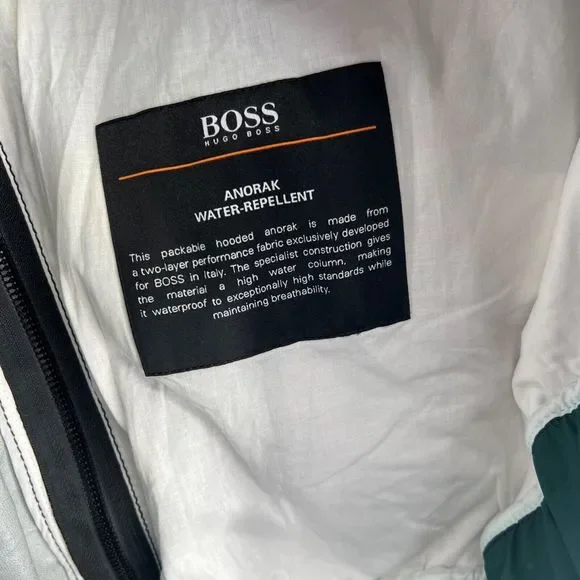 BOSS
HUGO BOSS
ANORAK
WATER-REPELLENT
This packable hooded anorak is made from
a two-layer performance fabric exclusively developed
for BOSS in Italy. The specialist construction gives
the material a high water column, making
it waterproof to exceptionally high standards while
maintaining breathability.